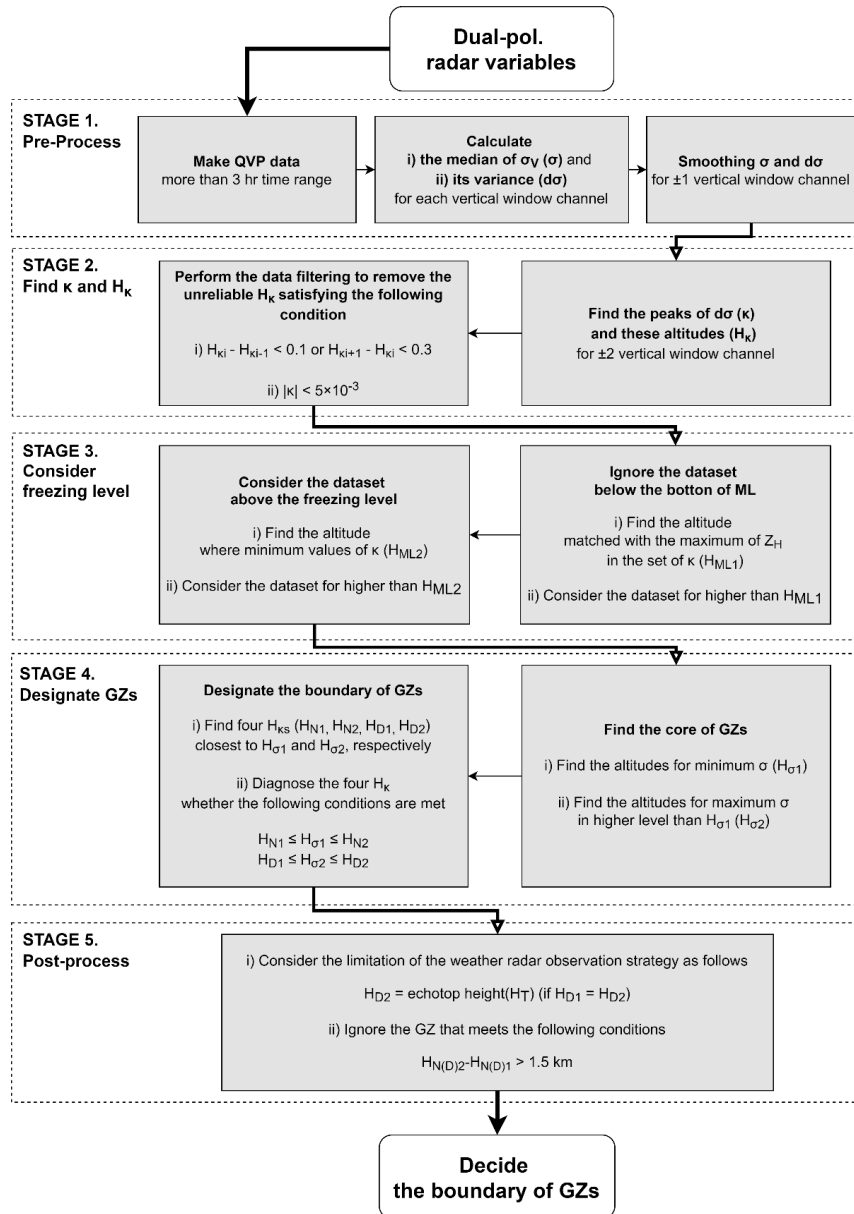 Dual-pol.
radar variables
STAGE 1.
Pre-Process
Make QVP data
more than 3 hr time range
Calculate
i) the median of σV (σ) and
ii) its variance (dσ)
for each vertical window channel
Smoothing σ and dσ
for ±1 vertical window channel
STAGE 2.
Find κ and Hκ
Find the peaks of dσ (κ)
and these altitudes (Hκ)
for ±2 vertical window channel
Perform the data filtering to remove the
unreliable Hκ satisfying the following
condition
i) Hκi - Hκi-1 < 0.1 or Hκi+1 - Hκi < 0.3
ii) |κ| < 5×10-3
STAGE 3.
Consider
freezing level
Ignore the dataset
below the botton of ML
i) Find the altitude
matched with the maximum of ZH
in the set of κ (HML1)
ii) Consider the dataset for higher than HML1
Consider the dataset
above the freezing level
i) Find the altitude
where minimum values of κ (HML2)
ii) Consider the dataset for higher than HML2
STAGE 4.
Designate GZs
Find the core of GZs
i) Find the altitudes for minimum σ (Hσ1)
ii) Find the altitudes for maximum σ
in higher level than Hσ1 (Hσ2)
Designate the boundary of GZs
i) Find four Hκs (HN1, HN2, HD1, HD2)
closest to Hσ1 and Hσ2, respectively
ii) Diagnose the four Hκ
whether the following conditions are met
HN1 ≤ Hσ1 ≤ HN2
HD1 ≤ Hσ2 ≤ HD2
STAGE 5.
Post-process
i) Consider the limitation of the weather radar observation strategy as follows
HD2 = echotop height(HT) (if HD1 = HD2)
ii) Ignore the GZ that meets the following conditions
HN(D)2-HN(D)1 > 1.5 km
Decide
the boundary of GZs